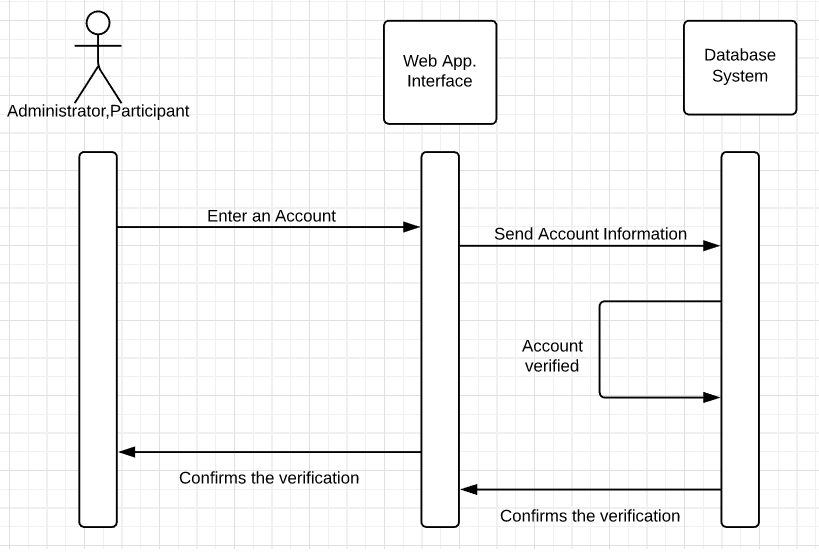 Web App.
Interface
Database
System
Administrator,Participant
Enter an Account
Send Account Information
Account
verified
Confirms the verification
Confirms the verification